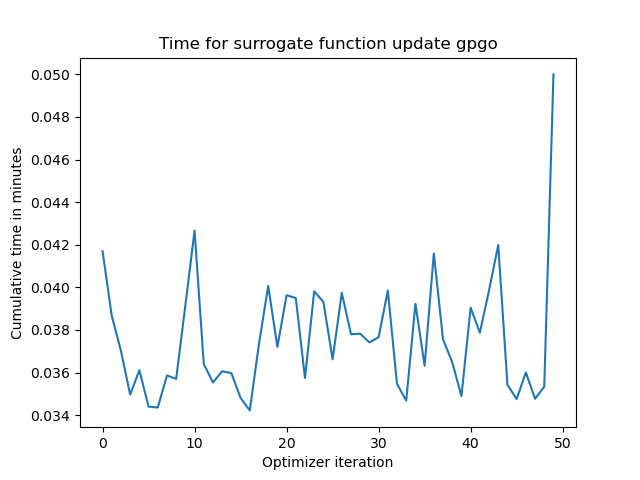 Time for surrogate function update gpgo
Cumulative time in minutes
0.050
0.048
0.046
0.044
0.042
0.040
0.038
0.036
0.034
0 10 20 30 40 50
Optimizer iteration